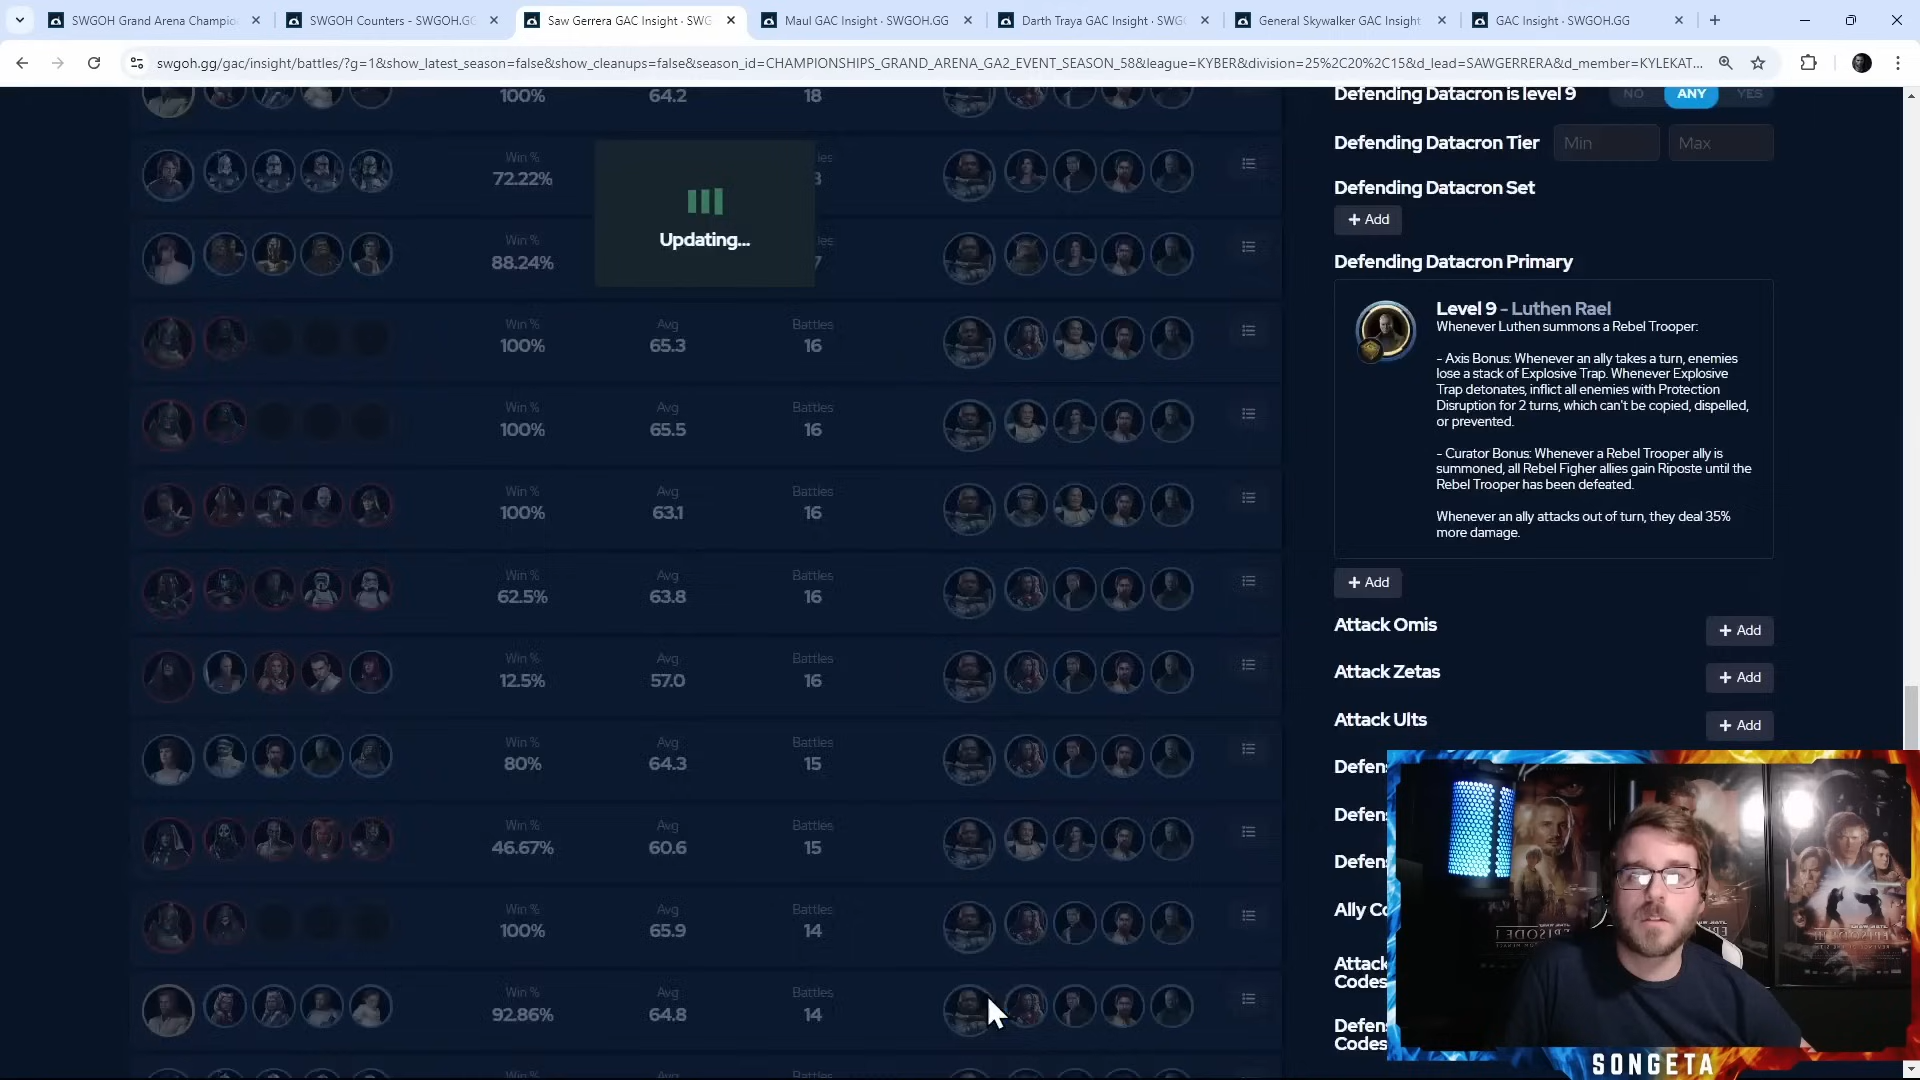 SWGOH Grand Arena Champio
SWGOH Counters - SWGOH.GG
Saw Gerrera GAC Insight · SWG
Maul GAC Insight · SWGOH.GG
Darth Traya GAC Insight · SWG
General Skywalker GAC Insight
GAC Insight · SWGOH.GG
swgoh.gg/gac/insight/battles/?g=1&show_latest_season=false&show_cleanups=false&season_id=CHAMPIONSHIPS_GRAND_ARENA_GA2_EVENT_SEASON_58&league=KYBER&division=25%2C20%2C15&d_lead=SAWGERRERA&d_member=KYLEKAT...
100% 64.2 18
Win %
72.22%
Win %
88.24%
Updating...
Win % Avg Battles
100% 65.3 16
Win % Avg Battles
100% 65.5 16
Win % Avg Battles
100% 63.1 16
Win % Avg Battles
62.5% 63.8 16
Win % Avg Battles
12.5% 57.0 16
Win % Avg Battles
80% 64.3 15
Win % Avg Battles
46.67% 60.6 15
Win % Avg Battles
100% 65.9 14
Win % Avg Battles
92.86% 64.8 14
Win % Avg Battles
Defending Datacron is level 9 NO ANY YES
Defending Datacron Tier Min Max
Defending Datacron Set
+ Add
Defending Datacron Primary
Level 9 - Luthen Rael
Whenever Luthen summons a Rebel Trooper:
- Axis Bonus: Whenever an ally takes a turn, enemies
lose a stack of Explosive Trap. Whenever Explosive
Trap detonates, inflict all enemies with Protection
Disruption for 2 turns, which can't be copied, dispelled,
or prevented.
- Curator Bonus: Whenever a Rebel Trooper ally is
summoned, all Rebel Figher allies gain Riposte until the
Rebel Trooper has been defeated.
Whenever an ally attacks out of turn, they deal 35%
more damage.
+ Add
Attack Omis + Add
Attack Zetas + Add
Attack Ults + Add
Defen
Defen
Defen
Ally Co
Attack
Codes
Defen
Codes
SONGETA